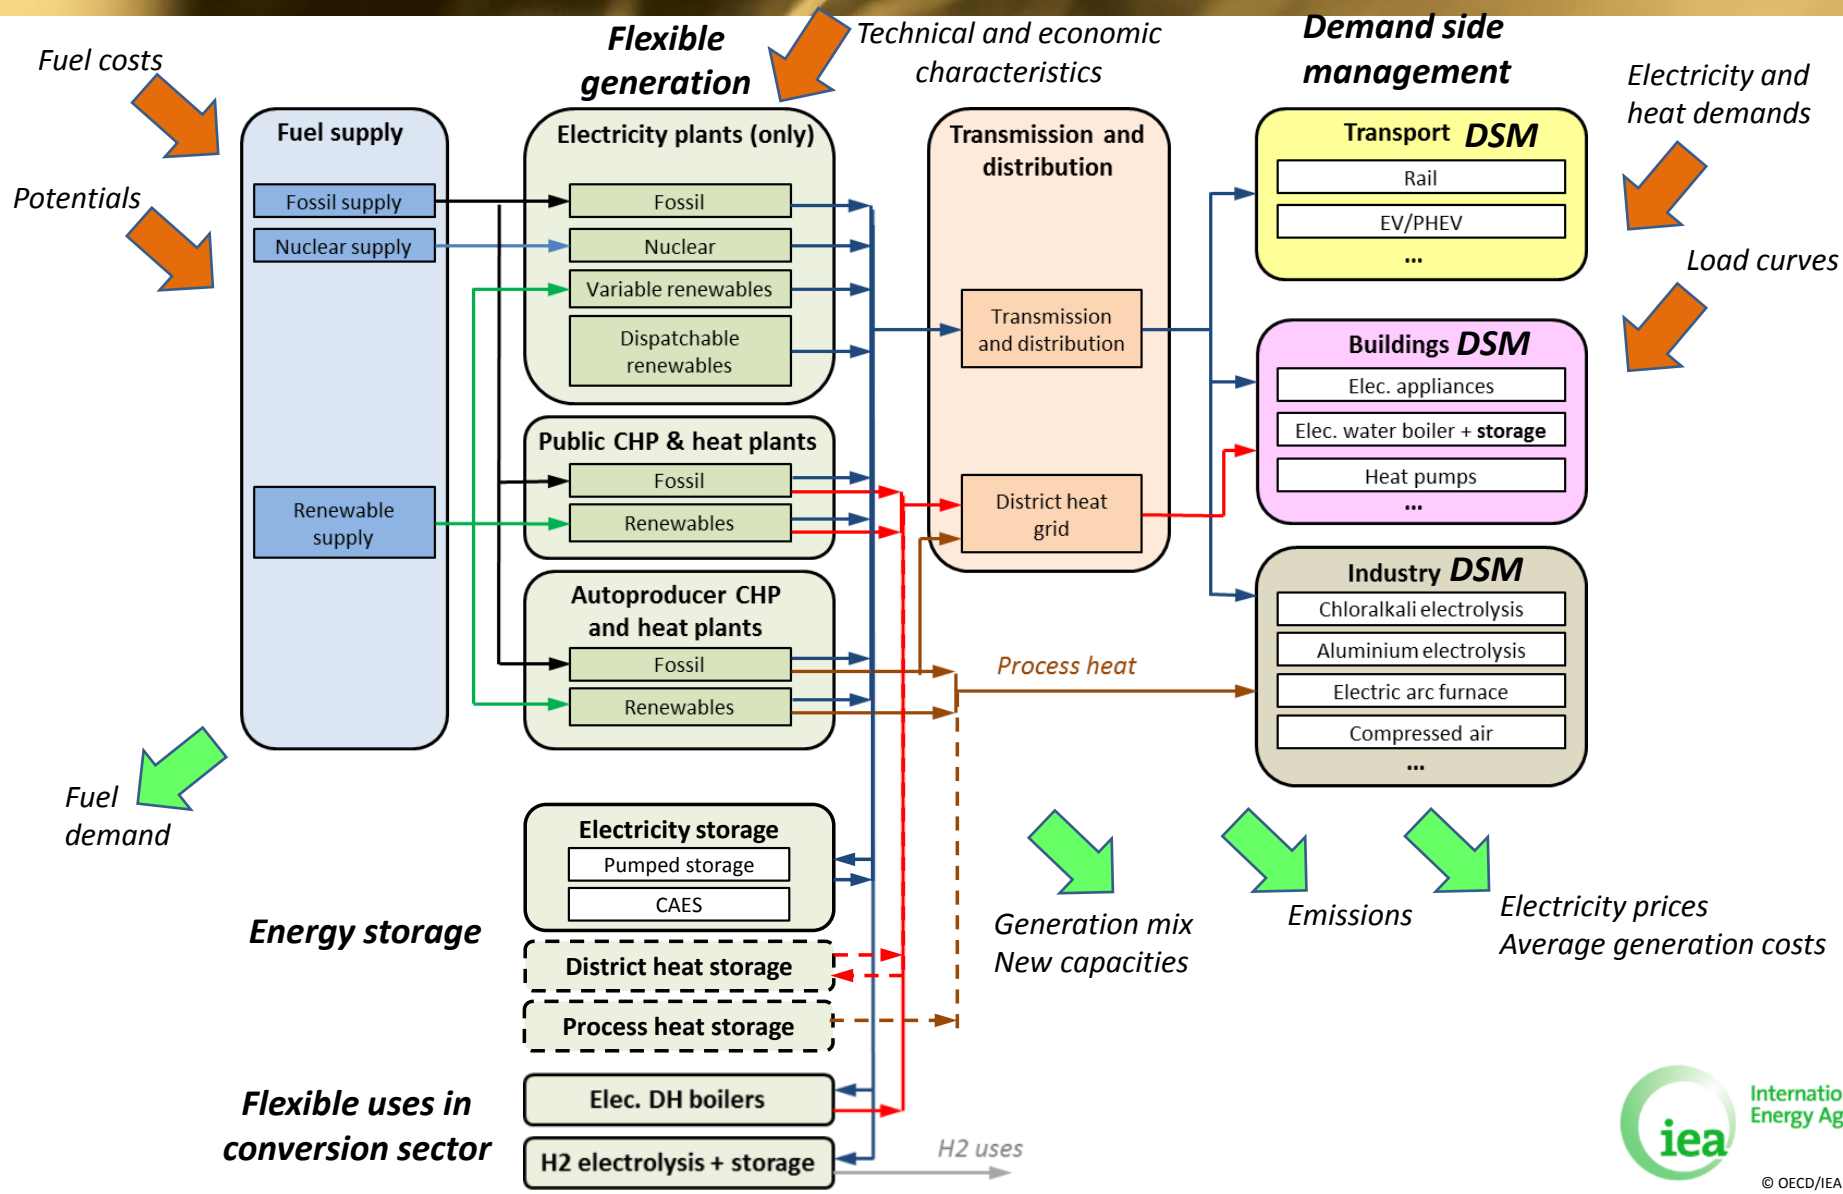 Fuel costs
Potentials
Flexible
generation
Technical and economic
characteristics
Demand side
management
Electricity and
heat demands
Load curves
Fuel supply
Fossil supply
Nuclear supply
Renewable
supply
Electricity plants (only)
Fossil
Nuclear
Variable renewables
Dispatchable
renewables
Public CHP & heat plants
Fossil
Renewables
Autoproducer CHP
and heat plants
Fossil
Renewables
Transmission and
distribution
Transmission
and distribution
District heat
grid
Process heat
Transport DSM
Rail
EV/PHEV
...
Buildings DSM
Elec. appliances
Elec. water boiler + storage
Heat pumps
...
Industry DSM
Chloralkali electrolysis
Aluminium electrolysis
Electric arc furnace
Compressed air
...
Fuel
demand
Energy storage
Electricity storage
Pumped storage
CAES
District heat storage
Process heat storage
Flexible uses in
conversion sector
Elec. DH boilers
H2 electrolysis + storage
H2 uses
Generation mix
New capacities
Emissions
Electricity prices
Average generation costs
iea
Internatio
Energy Ag
© OECD/IEA